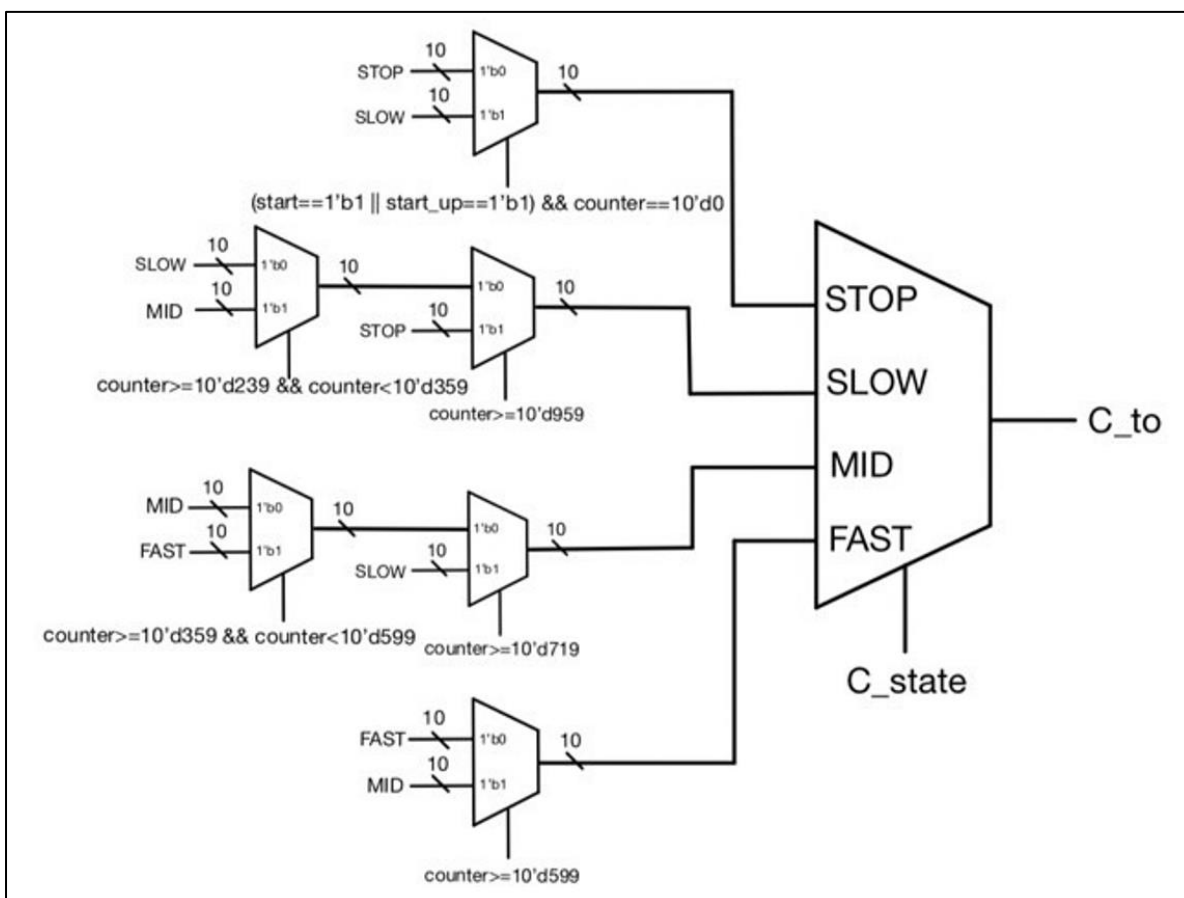 10
STOP 1'b0 10
10
SLOW 1'b1
(start==1'b1 || start_up==1'b1) && counter==10'd0
10
SLOW 1'b0 10 1'b0 10
10
MID 1'b1 10
STOP 1'b1
counter>=10'd239 && counter<10'd359
counter>=10'd959
STOP
SLOW
MID
FAST
C_to
C_state
10
MID 1'b0 10 1'b0 10
10
FAST 1'b1 10
SLOW 1'b1
counter>=10'd359 && counter<10'd599
counter>=10'd719
10
FAST 1'b0 10
10
MID 1'b1
counter>=10'd599